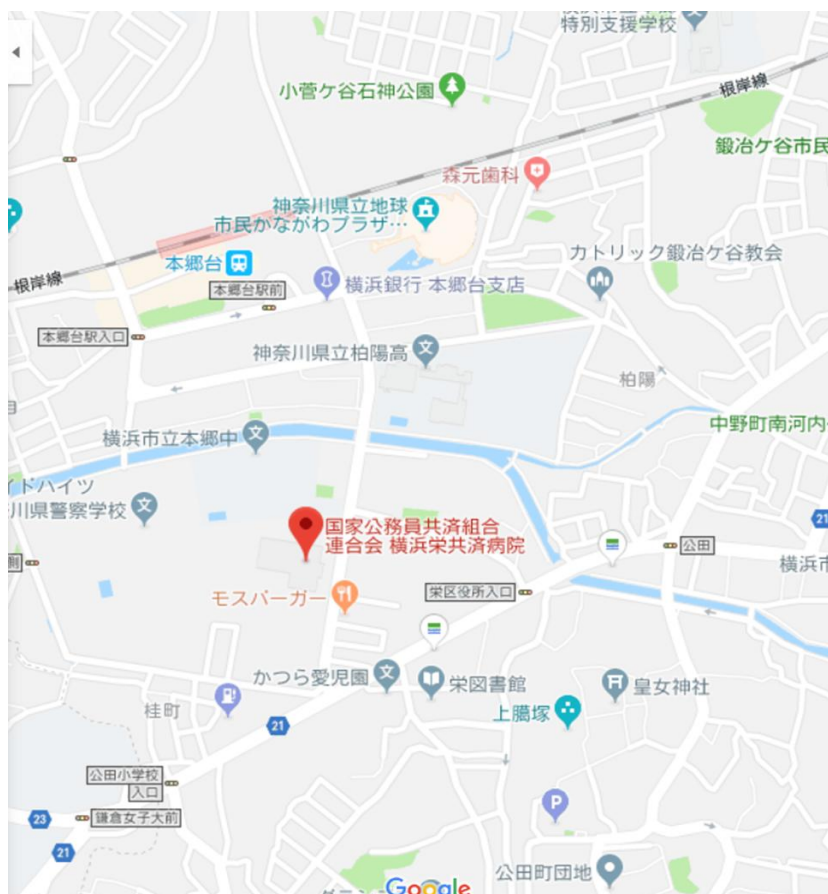 特別支援学校
小菅ケ谷石神公園
根岸線
鍛冶ケ谷市民
森元歯科
神奈川県立地球
市民かながわプラザ…
本郷台
カトリック鍛冶ケ谷教会
根岸線
本郷台駅前
横浜銀行 本郷台支店
本郷台駅入口
神奈川県立柏陽高
柏陽
中野町南河内
横浜市立本郷中
イドハイツ
川県警察学校
21
国家公務員共済組合
連合会 横浜栄共済病院
公田
横浜市
側
モスバーガー
栄区役所入口
かつら愛児園
栄図書館
皇女神社
桂町
上臈塚
21
公田小学校
入口
P
23
鎌倉女子大前
21
公田町団地
Google